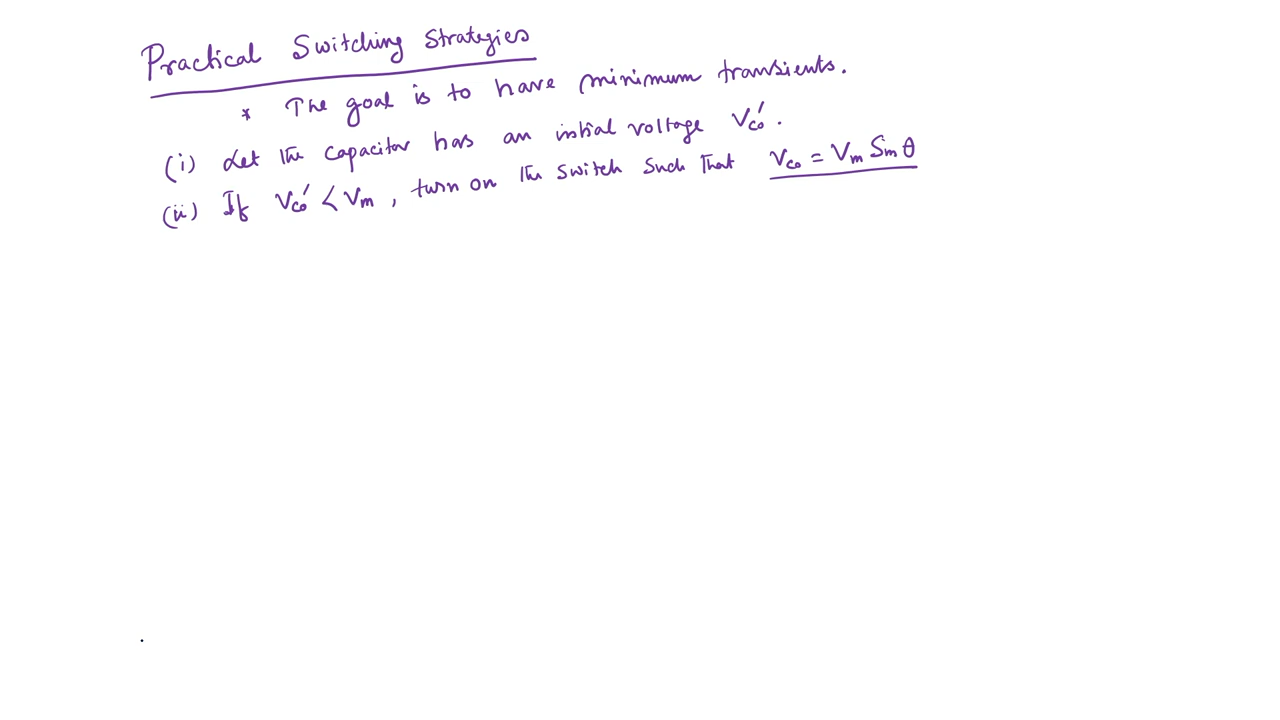 Practical Switching Strategies
* The goal is to have minimum transients.
(i) Let the capacitor has an initial voltage Vco'.
(ii) If Vco' < Vm, turn on the switch such that Vco = Vm Sin θ